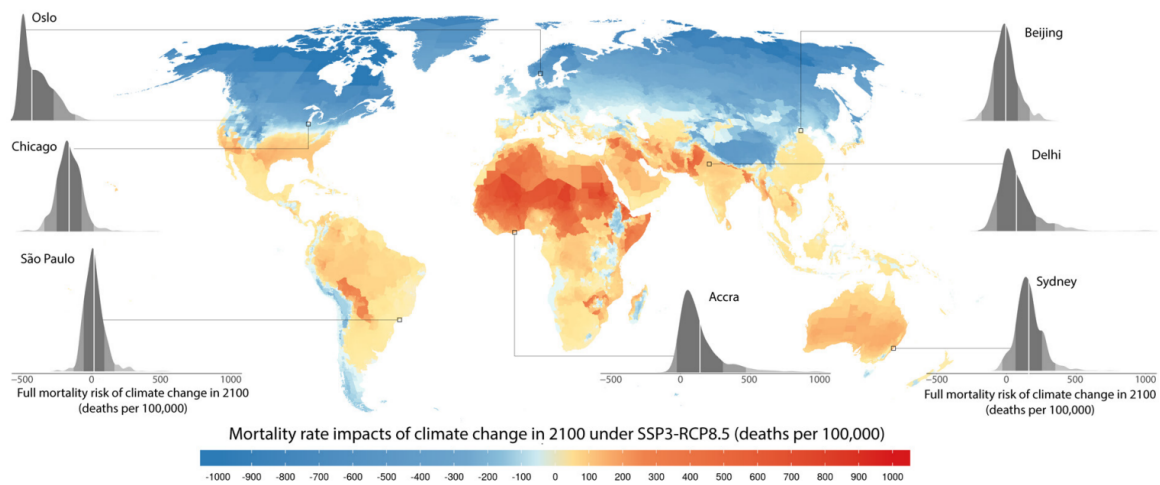 Oslo
Beijing
Chicago
Delhi
São Paulo
Accra
Sydney
−500 0 500 1000
Full mortality risk of climate change in 2100
(deaths per 100,000)
−500 0 500 1000
−500 0 500 1000
Full mortality risk of climate change in 2100
(deaths per 100,000)
Mortality rate impacts of climate change in 2100 under SSP3-RCP8.5 (deaths per 100,000)
-1000 -900 -800 -700 -600 -500 -400 -300 -200 -100 0 100 200 300 400 500 600 700 800 900 1000